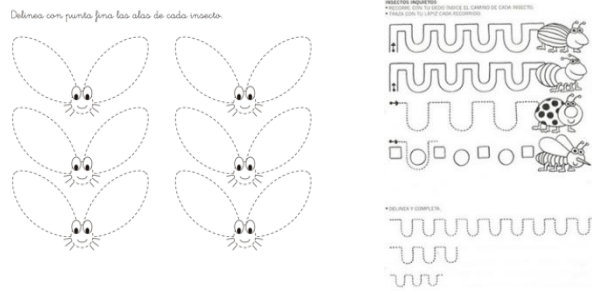 Delinea con punta fina las alas de cada insecto.
INSECTOS INQUIETOS
• RECORRE CON TU DEDO ÍNDICE EL CAMINO DE CADA INSECTO.
• TRAZA CON TU LÁPIZ CADA RECORRIDO.
• DELINEA Y COMPLETA.